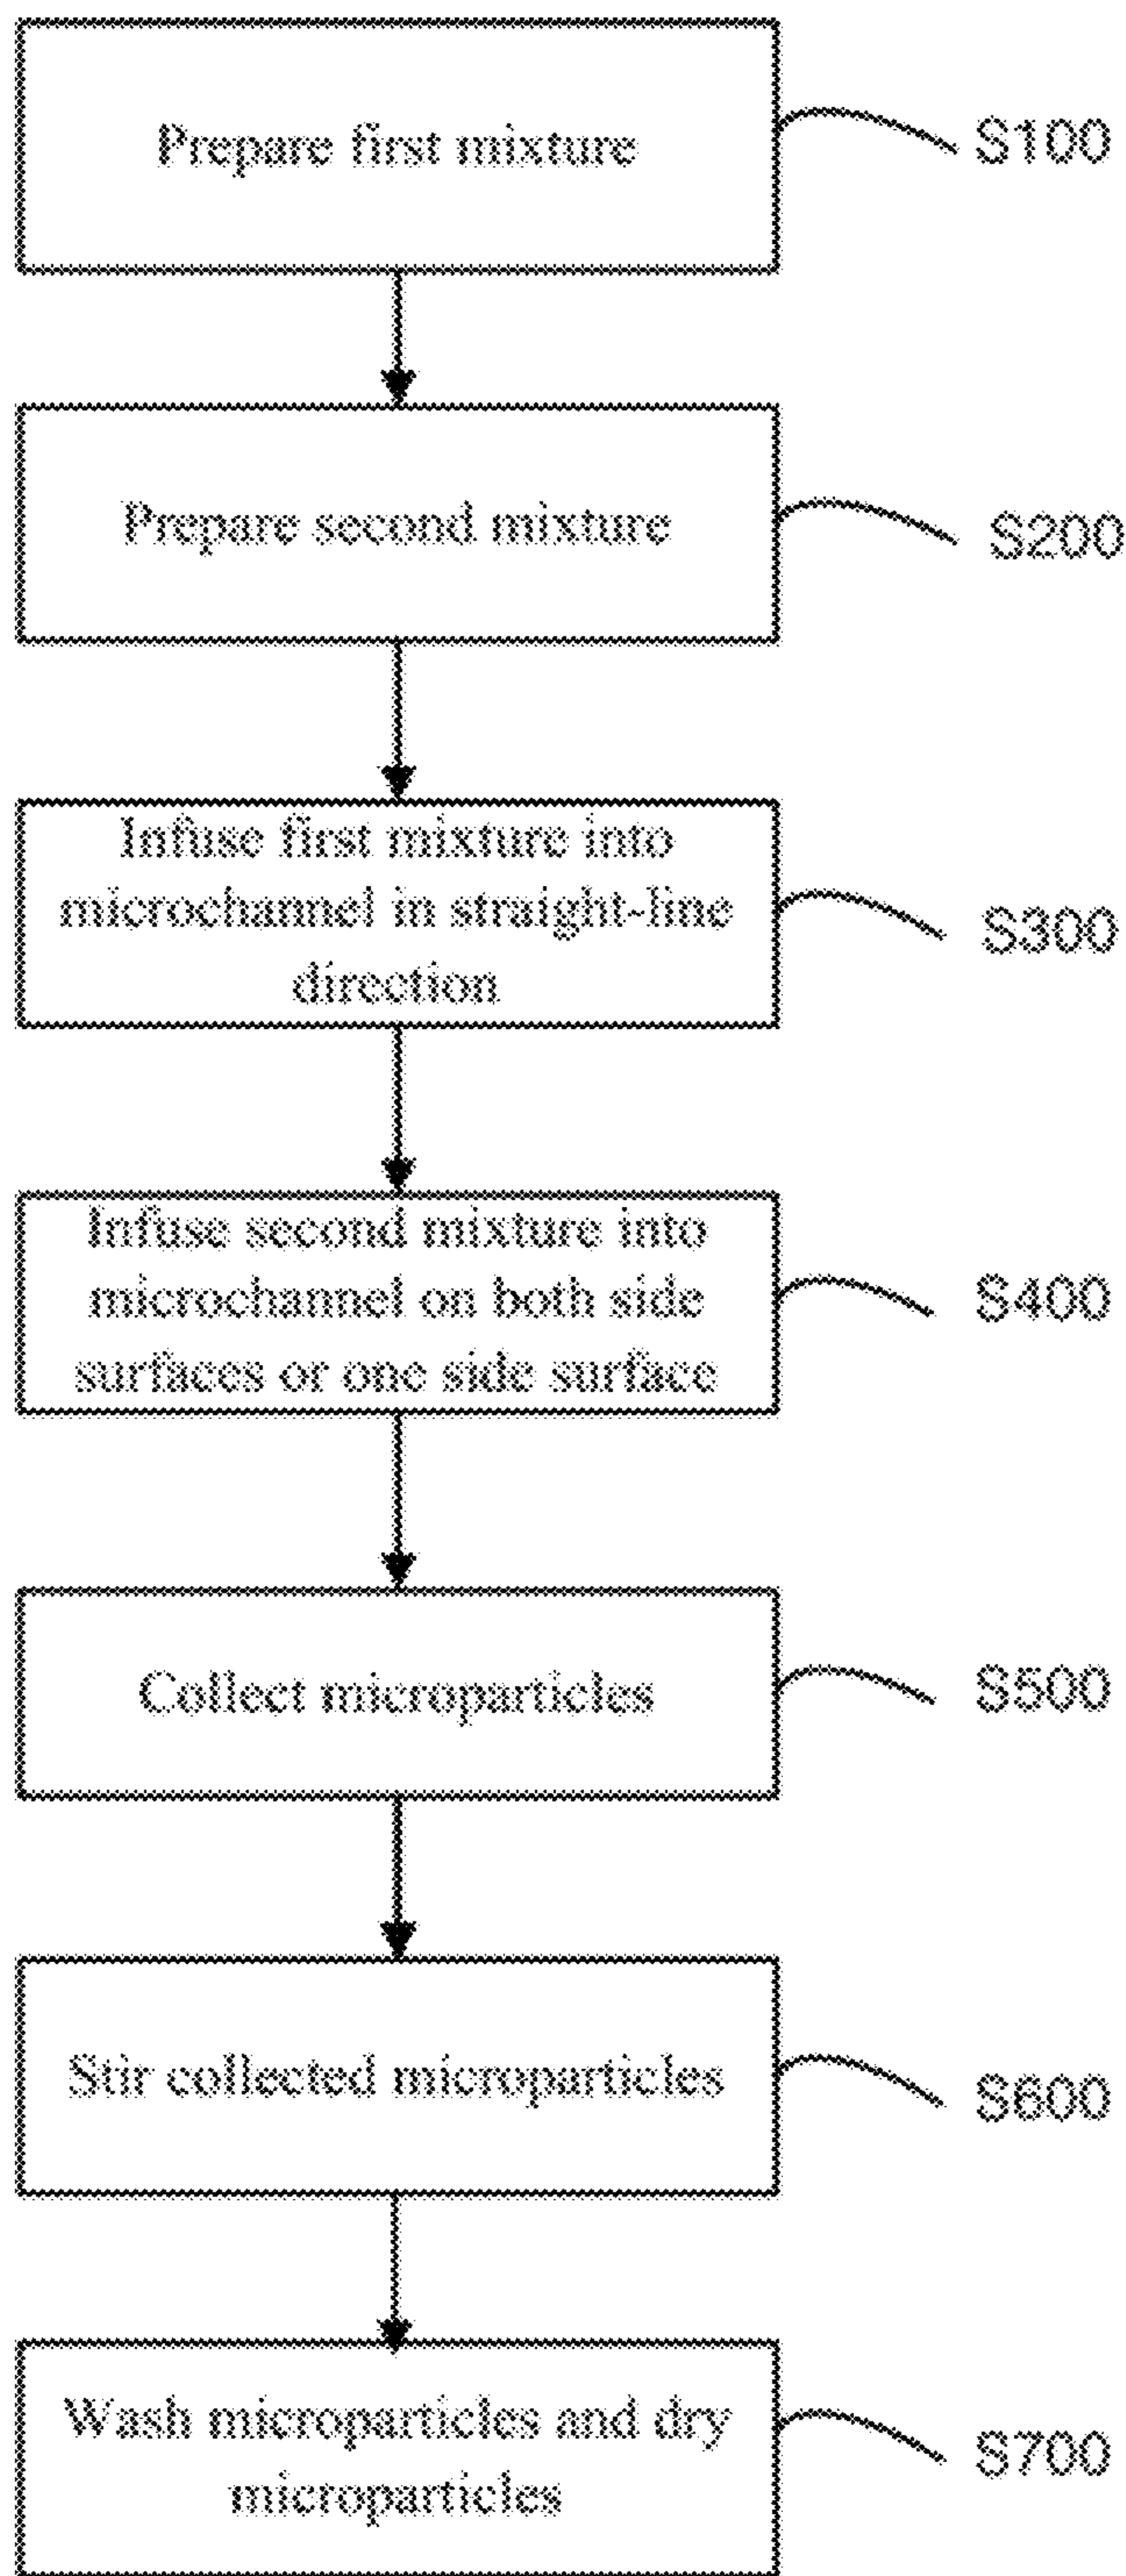 Prepare first mixture
S100
Prepare second mixture
S200
Infuse first mixture into
microchannel in straight-line
direction
S300
Infuse second mixture into
microchannel on both side
surfaces or one side surface
S400
Collect microparticles
S500
Stir collected microparticles
S600
Wash microparticles and dry
microparticles
S700